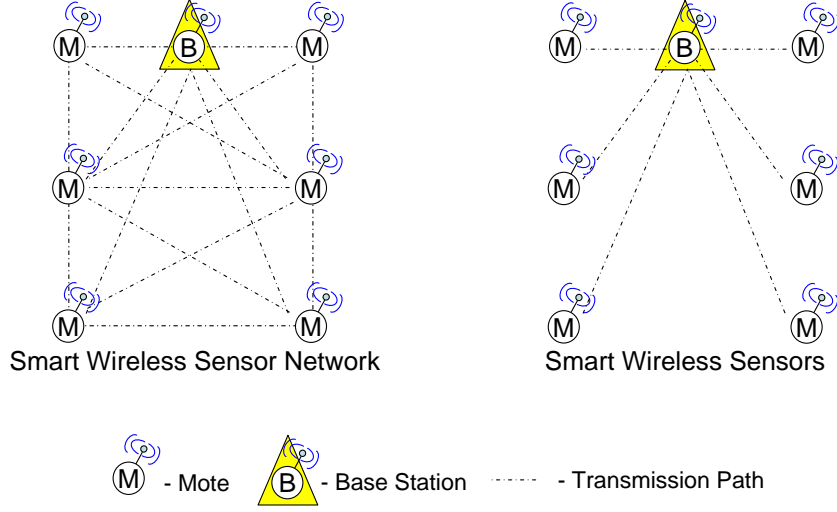 M B M
M M
M M
Smart Wireless Sensor Network
M B M
M M
M M
Smart Wireless Sensors
M - Mote B - Base Station - Transmission Path